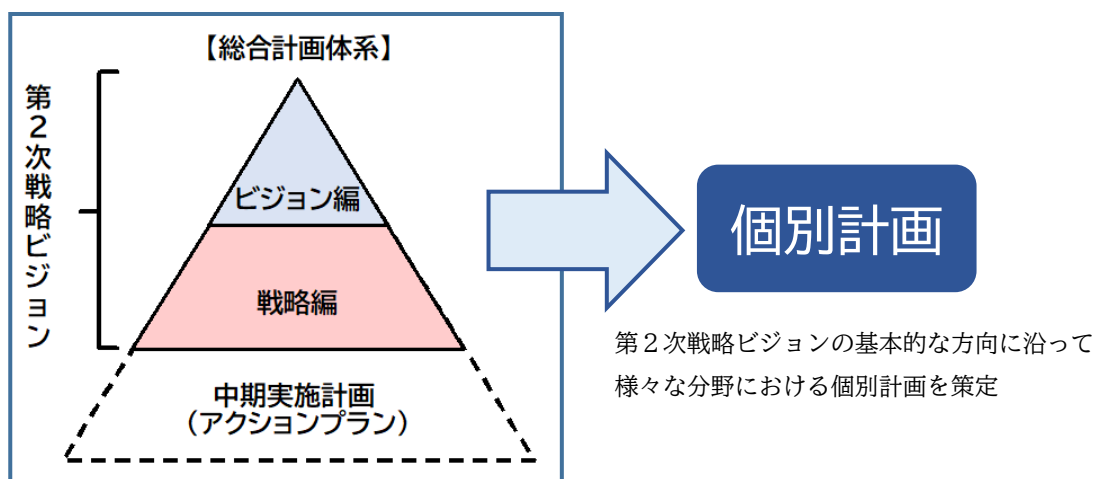 【総合計画体系】
第２次戦略ビジョン
ビジョン編
戦略編
中期実施計画
（アクションプラン）
個別計画
第２次戦略ビジョンの基本的な方向に沿って
様々な分野における個別計画を策定